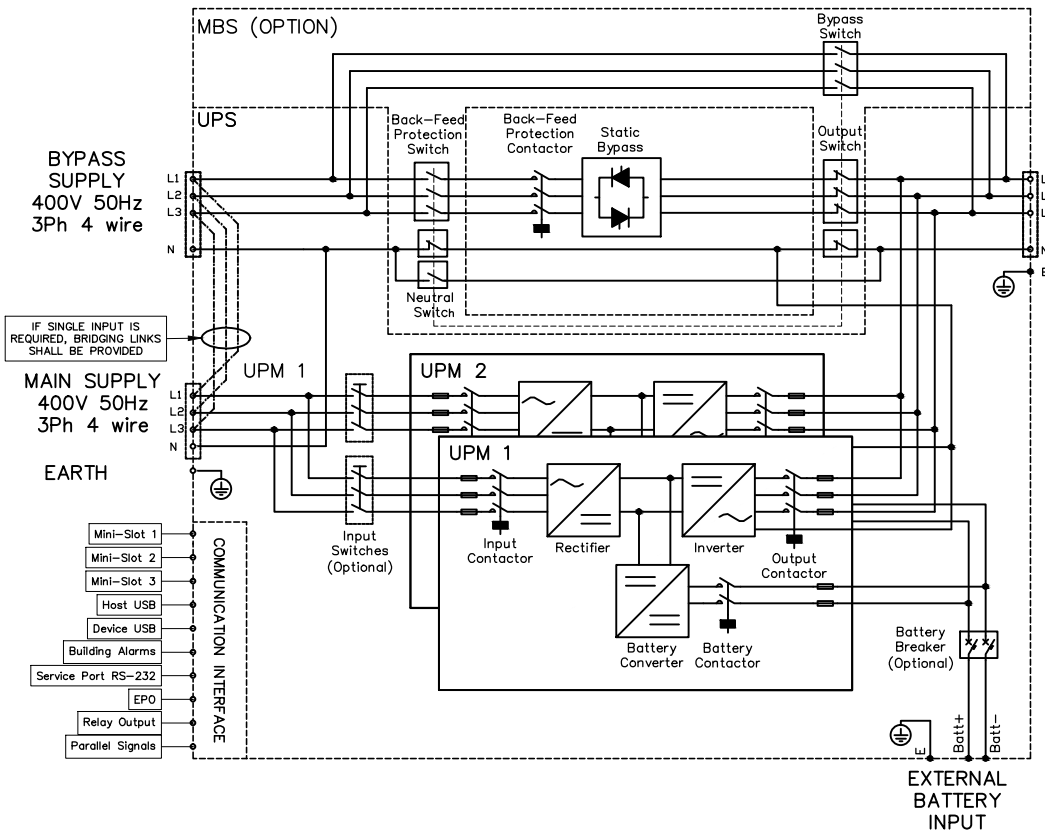 MBS (OPTION)
Bypass
Switch
UPS
Back-Feed
Protection
Switch
Back-Feed
Protection
Contactor
Static
Bypass
Output
Switch
BYPASS
SUPPLY
400V 50Hz
3Ph 4 wire
L1
L2
L3
N
L
L
L
N
E
Neutral
Switch
IF SINGLE INPUT IS
REQUIRED, BRIDGING LINKS
SHALL BE PROVIDED
MAIN SUPPLY
400V 50Hz
3Ph 4 wire
L1
L2
L3
N
EARTH
UPM 1
UPM 2
UPM 1
Input
Switches
(Optional)
Input
Contactor
Rectifier
Inverter
Output
Contactor
Battery
Converter
Battery
Contactor
Battery
Breaker
(Optional)
Mini-Slot 1
Mini-Slot 2
Mini-Slot 3
Host USB
Device USB
Building Alarms
Service Port RS-232
EPO
Relay Output
Parallel Signals
COMMUNICATION INTERFACE
E
Batt+
Batt-
EXTERNAL
BATTERY
INPUT